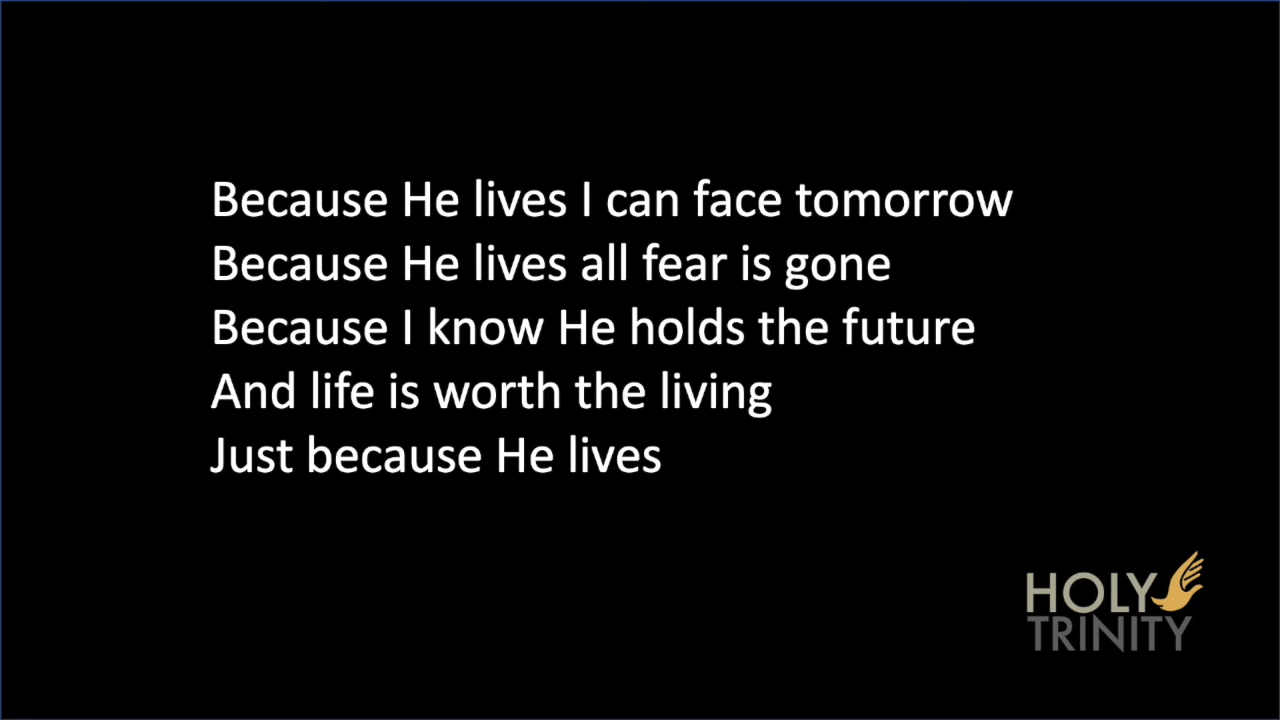 Because He lives I can face tomorrow
Because He lives all fear is gone
Because I know He holds the future
And life is worth the living
Just because He lives
HOLY
TRINITY